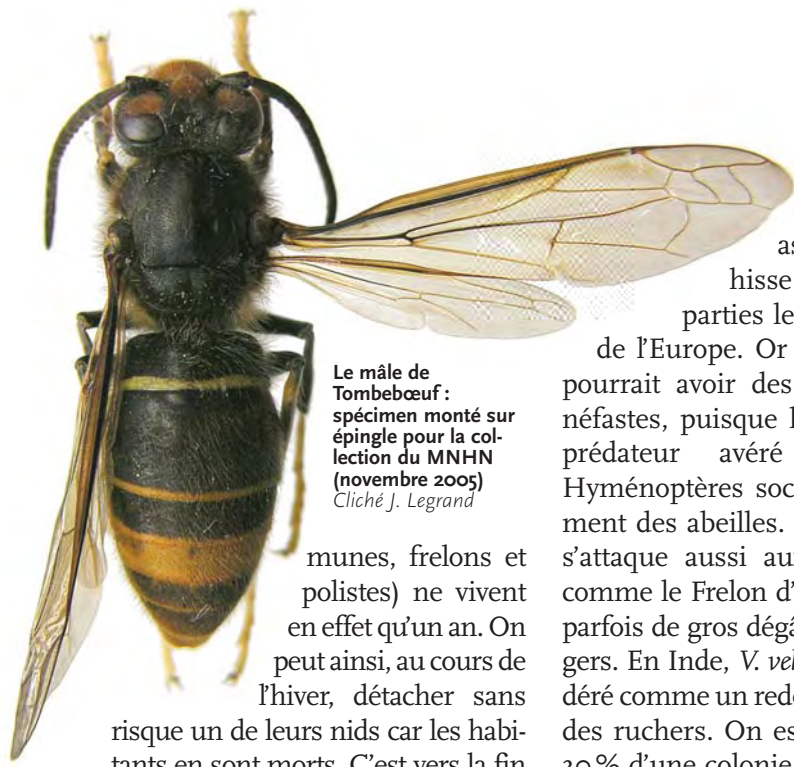 Le mâle de
Tombebœuf :
spécimen monté sur
épingle pour la col-
lection du MNHN
(novembre 2005)
Cliché J. Legrand
munes, frelons et
polistes) ne vivent
en effet qu'un an. On
peut ainsi, au cours de
l'hiver, détacher sans
risque un de leurs nids car les habi-
tants en sont morts. C'est vers la fin
hisse
parties le
de l'Europe. Or
pourrait avoir des
néfastes, puisque
prédateur avéré
Hyménoptères soc
ment des abeilles.
s'attaque aussi au
comme le Frelon d'
parfois de gros dég
gers. En Inde, V. vel
déré comme un red
des ruchers. On es
d'une colonie